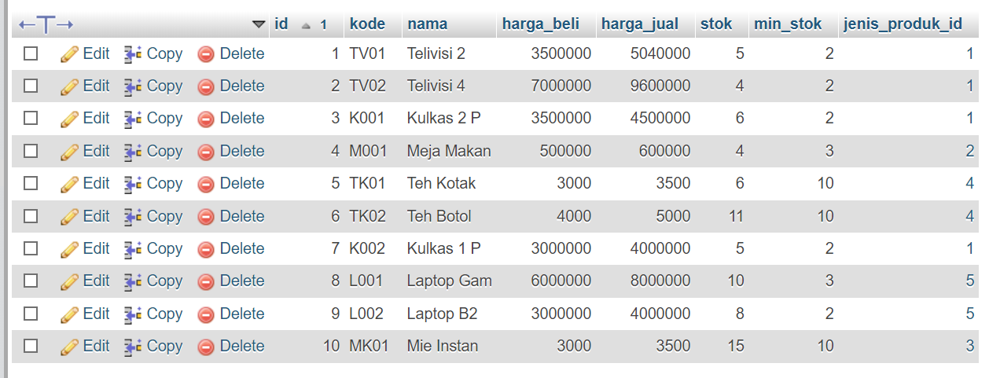 id 1 kode nama harga_beli harga_jual stok min_stok jenis_produk_id
Edit Copy Delete 1 TV01 Telivisi 2 3500000 5040000 5 2 1
Edit Copy Delete 2 TV02 Telivisi 4 7000000 9600000 4 2 1
Edit Copy Delete 3 K001 Kulkas 2 P 3500000 4500000 6 2 1
Edit Copy Delete 4 M001 Meja Makan 500000 600000 4 3 2
Edit Copy Delete 5 TK01 Teh Kotak 3000 3500 6 10 4
Edit Copy Delete 6 TK02 Teh Botol 4000 5000 11 10 4
Edit Copy Delete 7 K002 Kulkas 1 P 3000000 4000000 5 2 1
Edit Copy Delete 8 L001 Laptop Gam 6000000 8000000 10 3 5
Edit Copy Delete 9 L002 Laptop B2 3000000 4000000 8 2 5
Edit Copy Delete 10 MK01 Mie Instan 3000 3500 15 10 3